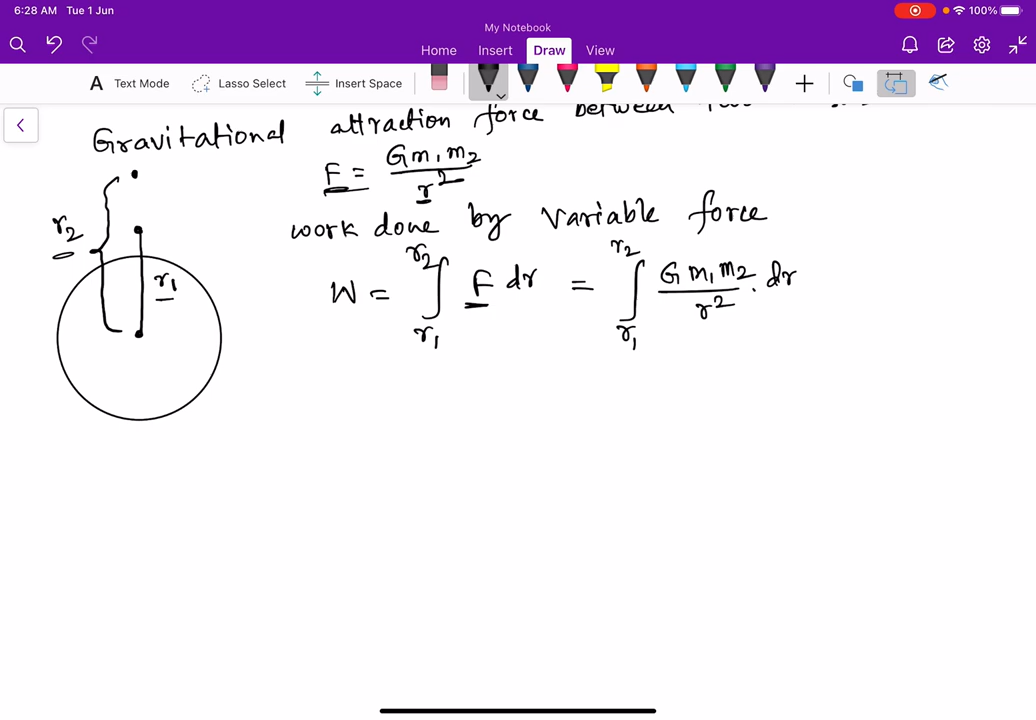 6:28 AM Tue 1 Jun
100%
My Notebook
Home Insert Draw View
A Text Mode Lasso Select Insert Space
Gravitational attraction force between
F = Gm₁m₂ / r²
work done by variable force
W = ∫ r₁ r₂ F dr = ∫ r₁ r₂ Gm₁m₂ / r² . dr
r₂
r₁